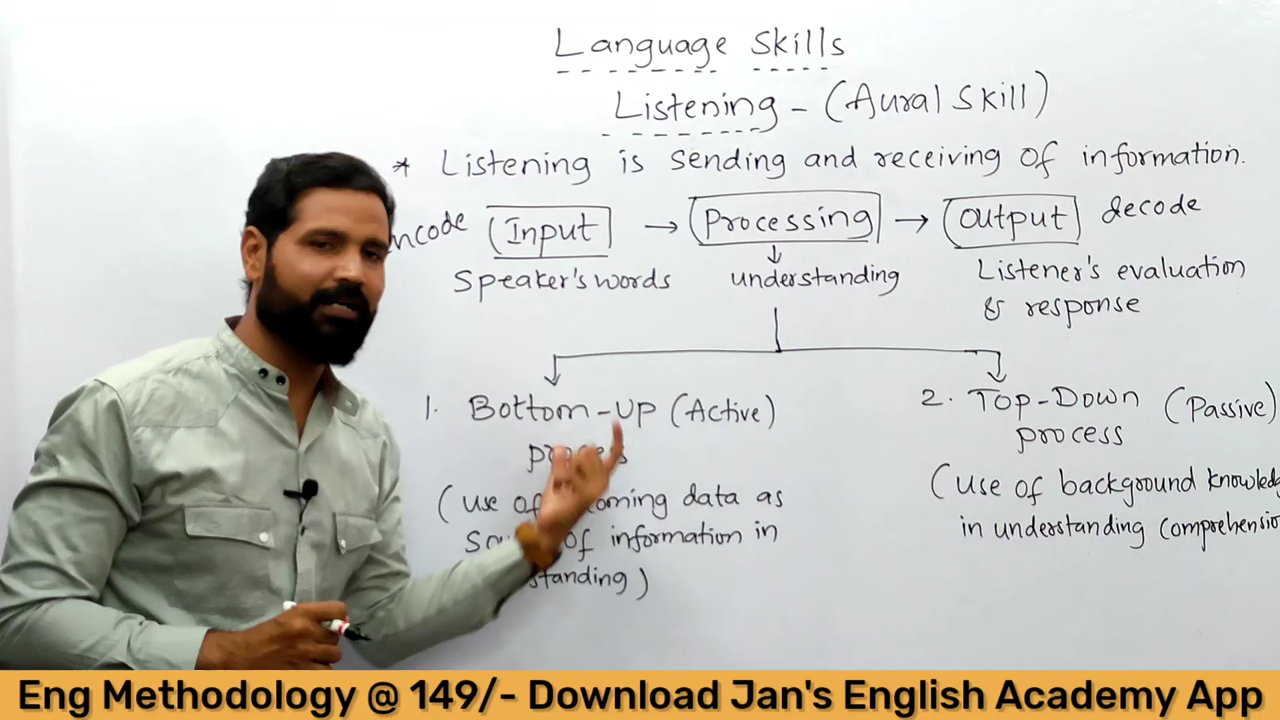 Language Skills
Listening - (Aural Skill)
* Listening is sending and receiving of information.
ncode Input → Processing → Output decode
Speaker's words understanding Listener's evaluation
& response
1. Bottom-Up (Active) 2. Top-Down (Passive)
process process
(use of coming data as (use of background knowled
of information in in understanding comprehensio
standing)
Eng Methodology @ 149/- Download Jan's English Academy App